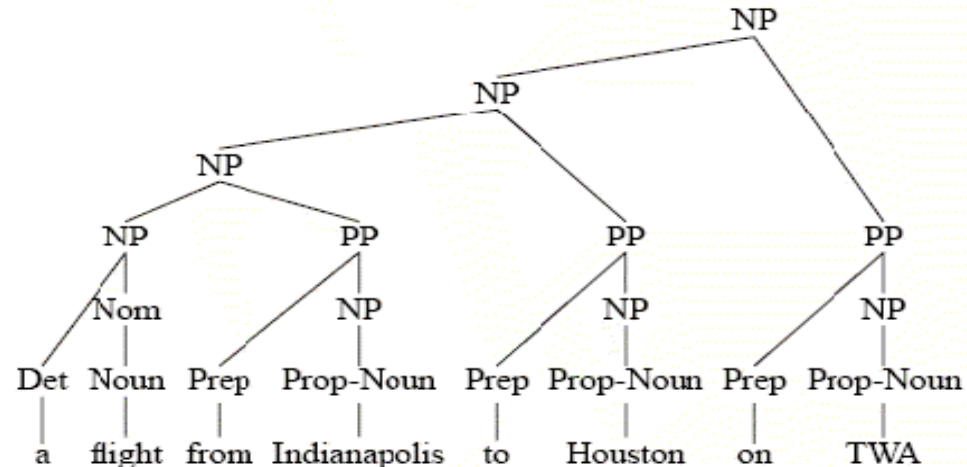 NP
NP
NP
NP PP PP PP
Nom NP NP NP
Det Noun Prep Prop-Noun Prep Prop-Noun Prep Prop-Noun
a flight from Indianapolis to Houston on TWA